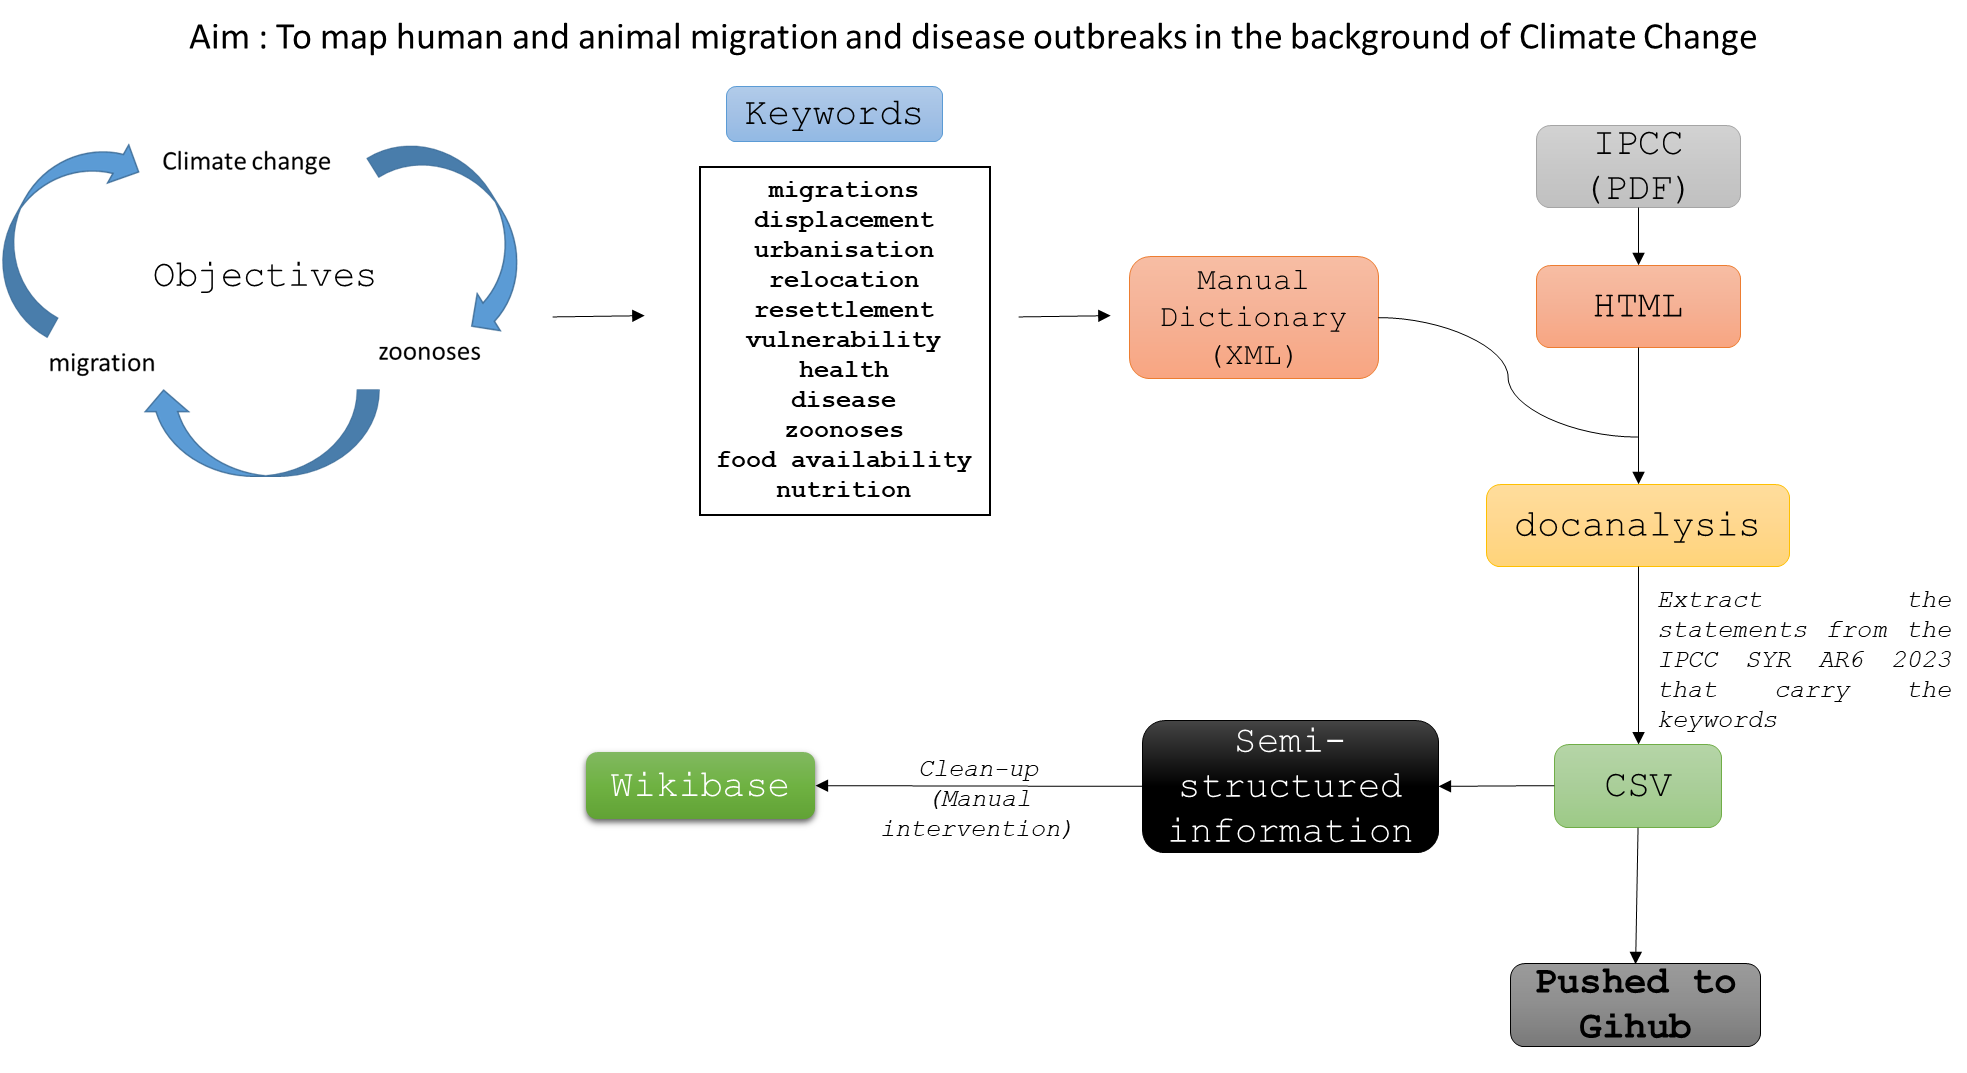 Aim : To map human and animal migration and disease outbreaks in the background of Climate Change
Climate change
Objectives
migration
zoonoses
Keywords
migrations
displacement
urbanisation
relocation
resettlement
vulnerability
health
disease
zoonoses
food availability
nutrition
Manual
Dictionary
(XML)
IPCC
(PDF)
HTML
docanalysis
Extract the
statements from the
IPCC SYR AR6 2023
that carry the
keywords
CSV
Semi-
structured
information
Clean-up
(Manual
intervention)
Wikibase
Pushed to
Gihub